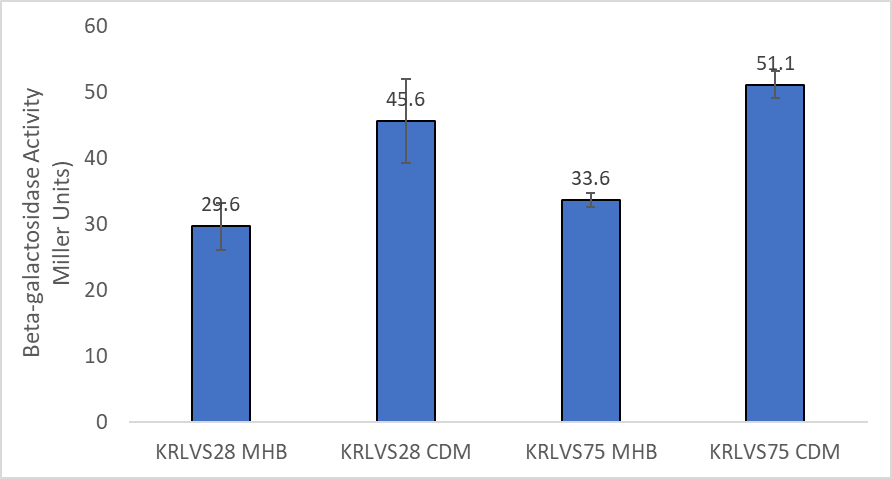 60
50
40
30
20
10
0
Beta-galactosidase Activity
Miller Units)
29.6
45.6
33.6
51.1
KRLVS28 MHB
KRLVS28 CDM
KRLVS75 MHB
KRLVS75 CDM